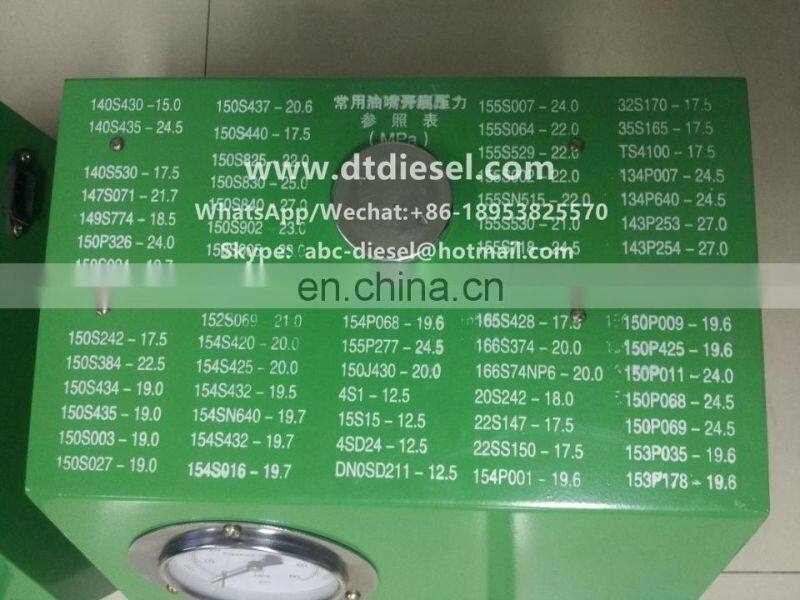 常用油嘴开启压力
参照表
(MPa)
140S430-15.0
140S435-24.5
140S530-17.5
147S071-21.7
149S774-18.5
150P326-24.0
150S437-20.6
150S440-17.5
150S825-22.0
150S830-25.0
150S840-27.0
150S902-23.0
155S007-24.0
155S064-22.0
155S529-22.0
155SN515-22.0
155S530-21.0
32S170-17.5
35S165-17.5
TS4100-17.5
134P007-24.5
134P640-24.5
143P253-27.0
143P254-27.0
www.dtdiesel.com
WhatsApp/Wechat:+86-18953825570
Skype: abc-diesel@hotmail.com
en.china.cn
150S242-17.5
150S384-22.5
150S434-19.0
150S435-19.0
150S003-19.0
150S027-19.0
152S069-21.0
154S420-20.0
154S425-20.0
154S432-19.5
154SN640-19.7
154S432-19.7
154S016-19.7
154P068-19.6
155P277-24.5
150J430-20.0
4S1-12.5
15S15-12.5
4SD24-12.5
DN0SD211-12.5
165S428-17.5
166S374-20.0
166S74NP6-20.0
20S242-18.0
22S147-17.5
22SS150-17.5
154P001-19.6
150P009-19.6
150P425-19.6
150P011-24.0
150P068-24.5
150P069-24.5
153P035-19.6
153P178-19.6